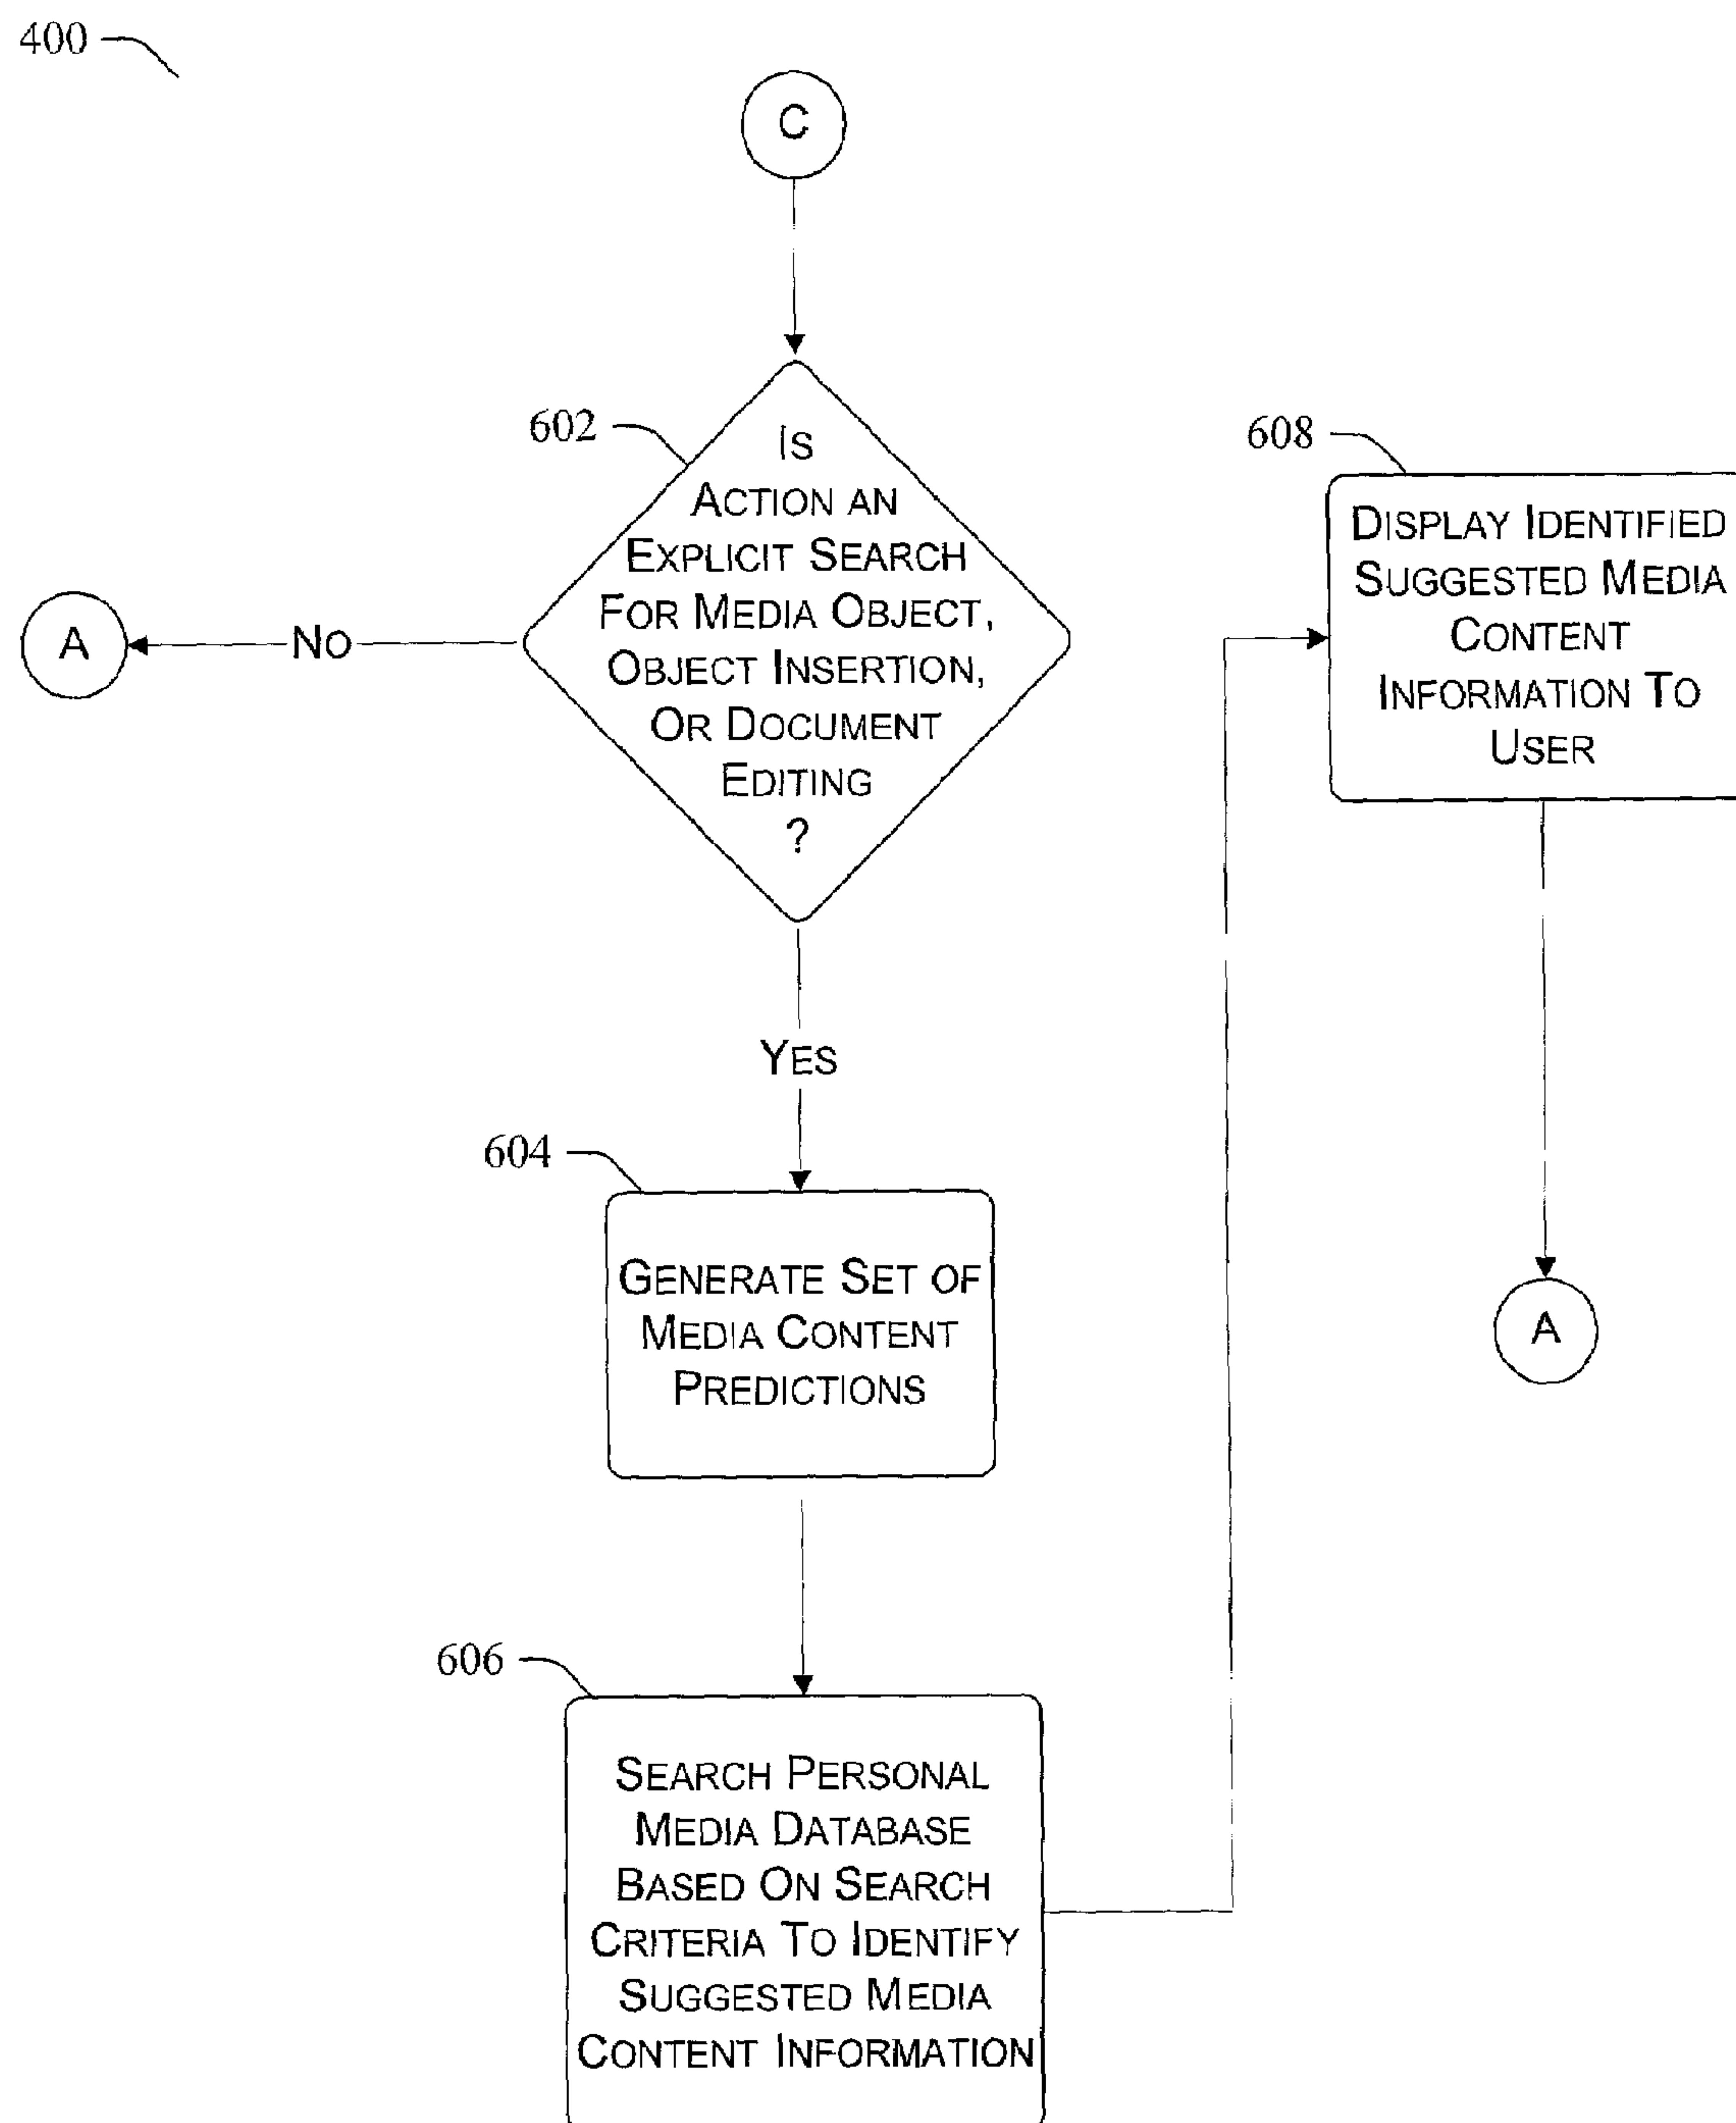 400
C
602
IS
ACTION AN
EXPLICIT SEARCH
FOR MEDIA OBJECT,
OBJECT INSERTION,
OR DOCUMENT
EDITING
?
A
NO
YES
604
GENERATE SET OF
MEDIA CONTENT
PREDICTIONS
606
SEARCH PERSONAL
MEDIA DATABASE
BASED ON SEARCH
CRITERIA TO IDENTIFY
SUGGESTED MEDIA
CONTENT INFORMATION
608
DISPLAY IDENTIFIED
SUGGESTED MEDIA
CONTENT
INFORMATION TO
USER
A